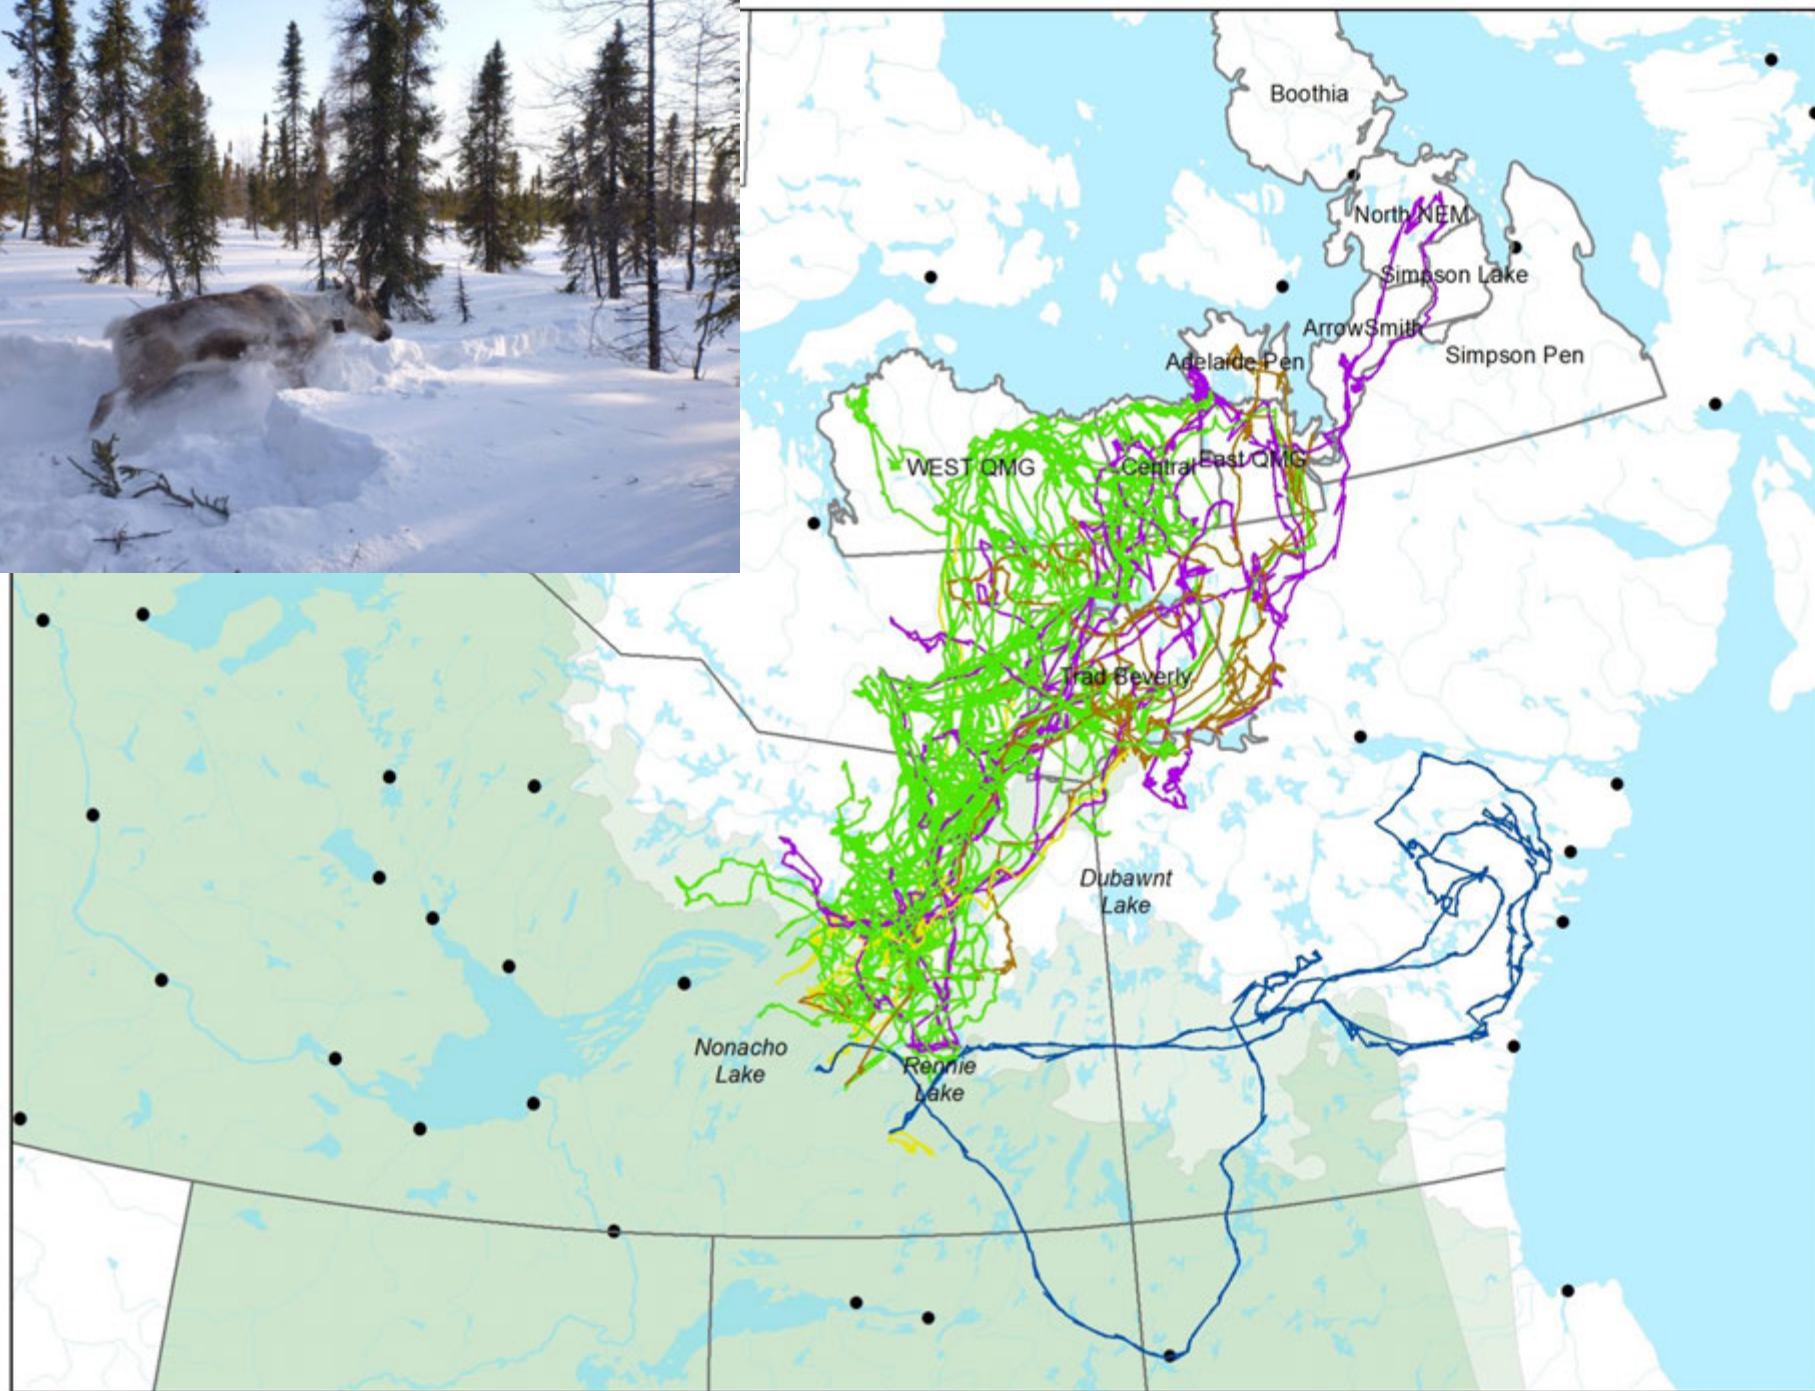 Boothia
North NEM
Simpson Lake
ArrowSmith
Simpson Pen
Adelaide Pen
WEST QMG
Central
East QMG
Trad Beverly
Dubawnt
Lake
Nonacho
Lake
Rennie
Lake